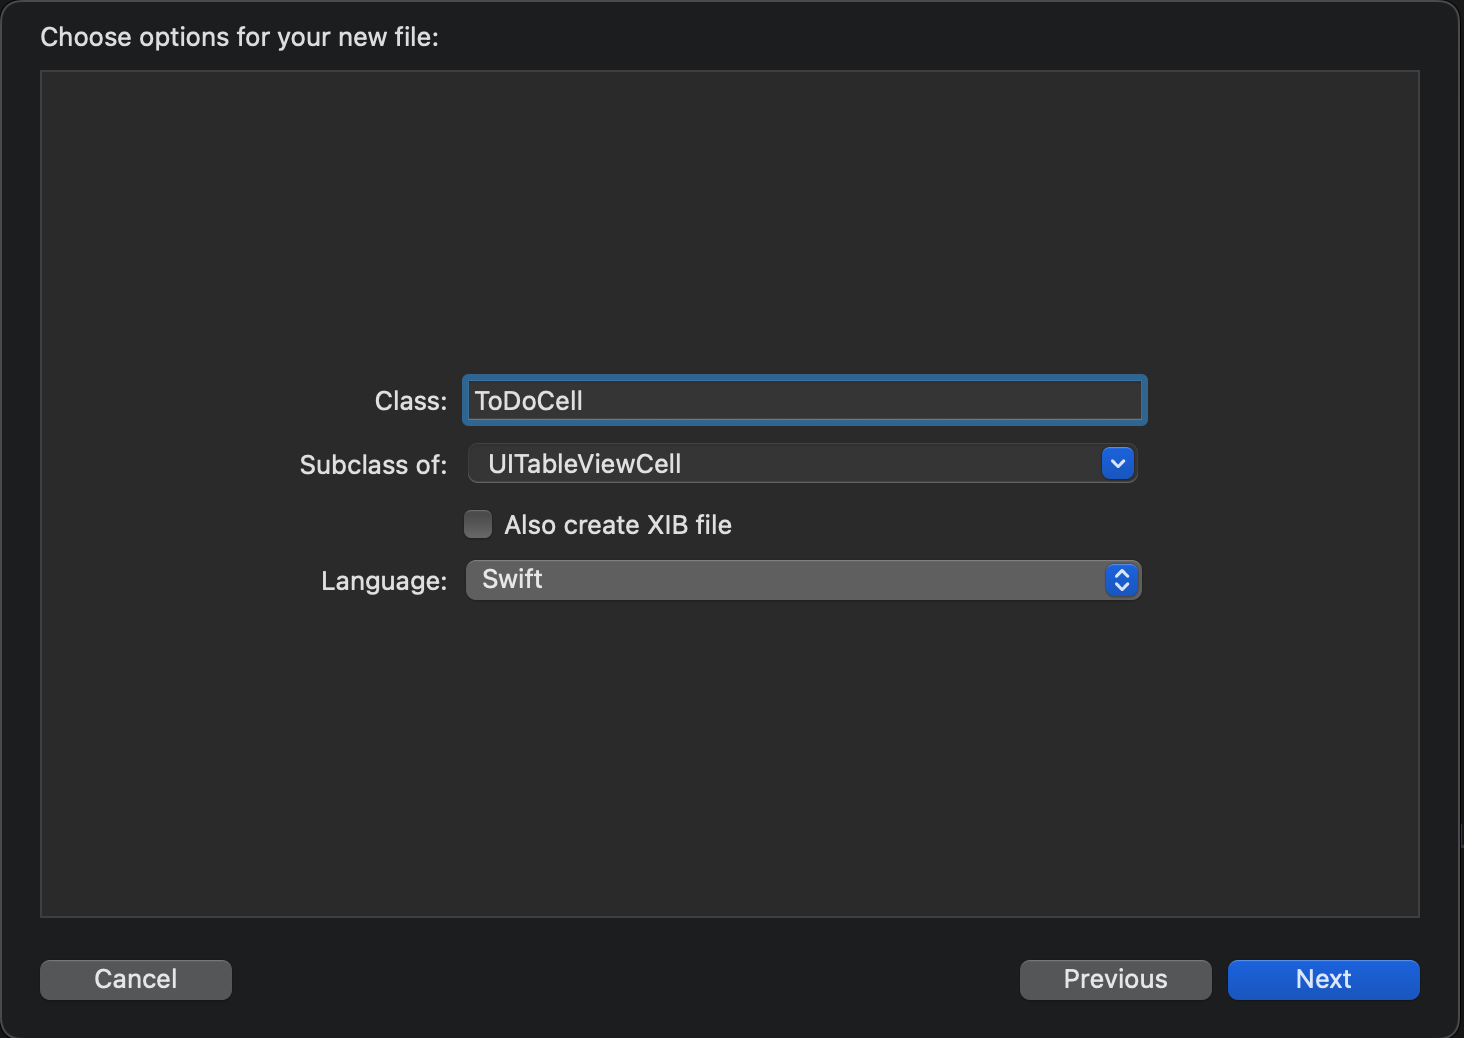 Choose options for your new file:
Class: ToDoCell
Subclass of: UITableViewCell
Also create XIB file
Language: Swift
Cancel Previous Next